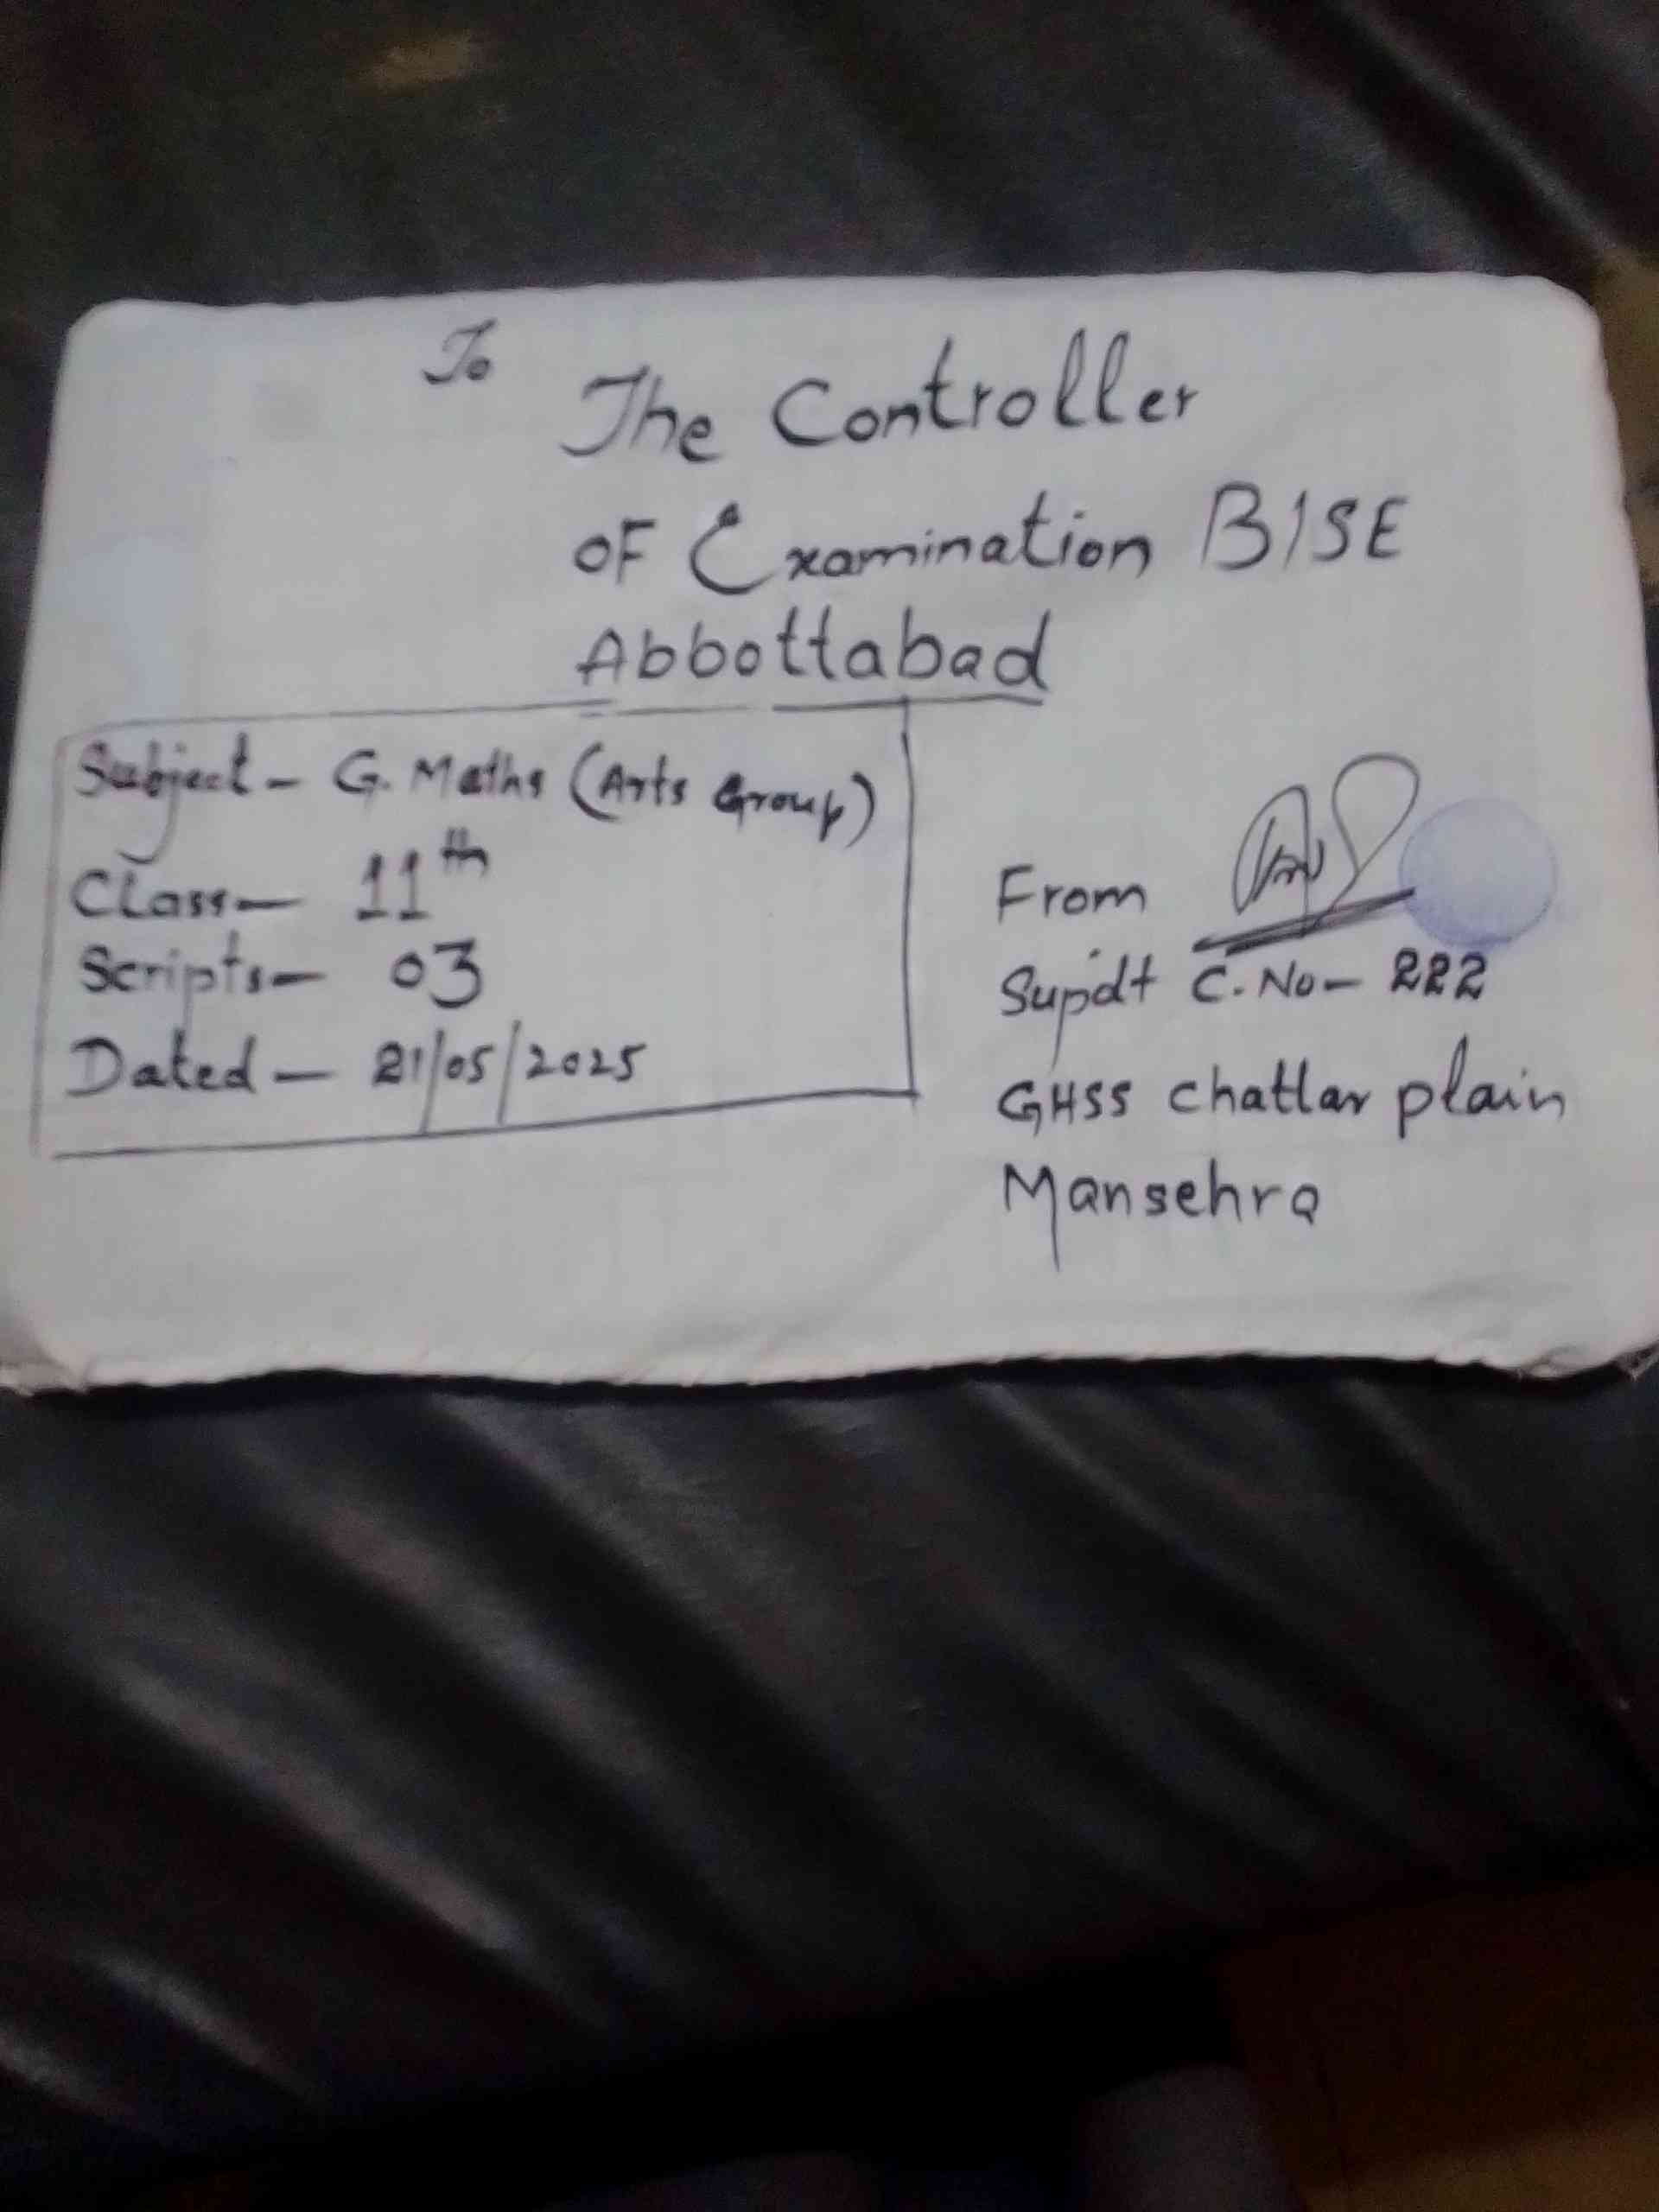 To
The Controller
OF Examination BISE
Abbottabad
Subject - G. Maths (Arts Group)
Class - 11th
Scripts - 03
Dated - 21/05/2025
From
Supdt C. No - 222
GHSS chattar plain
Mansehra